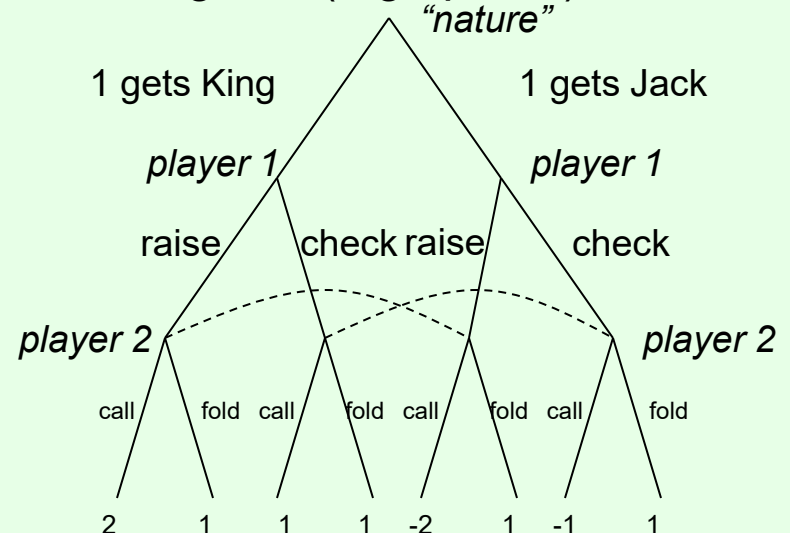 “nature”
1 gets King 1 gets Jack
player 1 player 1
raise check raise check
player 2 player 2
call fold call fold call fold call fold
2 1 1 1 -2 1 -1 1